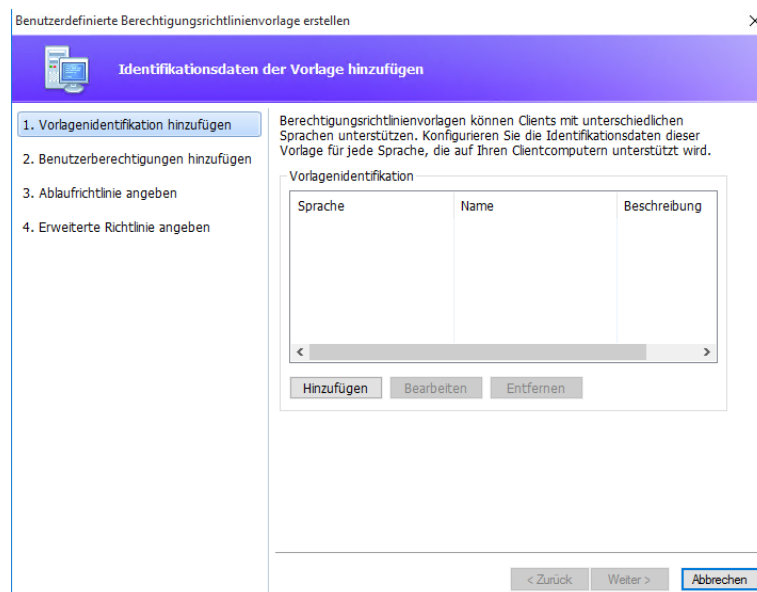 Benutzerdefinierte Berechtigungsrichtlinienvorlage erstellen
Identifikationsdaten der Vorlage hinzufügen
1. Vorlagenidentifikation hinzufügen
2. Benutzerberechtigungen hinzufügen
3. Ablaufrichtlinie angeben
4. Erweiterte Richtlinie angeben
Berechtigungsrichtlinienvorlagen können Clients mit unterschiedlichen
Sprachen unterstützen. Konfigurieren Sie die Identifikationsdaten dieser
Vorlage für jede Sprache, die auf Ihren Clientcomputern unterstützt wird.
Vorlagenidentifikation
Sprache Name Beschreibung
Hinzufügen Bearbeiten Entfernen
< Zurück Weiter > Abbrechen